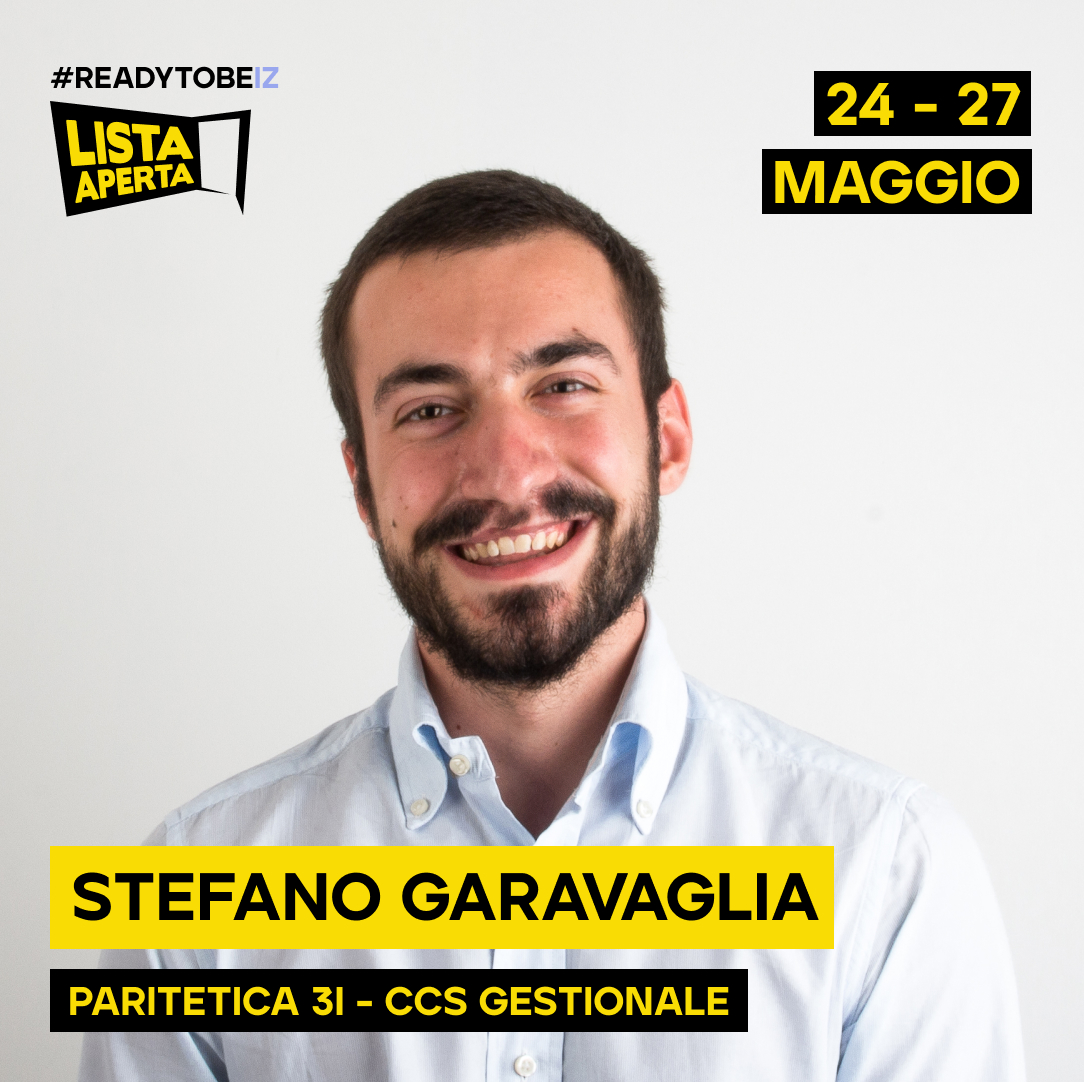 #READYTOBEIZ
LISTA
APERTA
24 - 27
MAGGIO
STEFANO GARAVAGLIA
PARITETICA 3I - CCS GESTIONALE